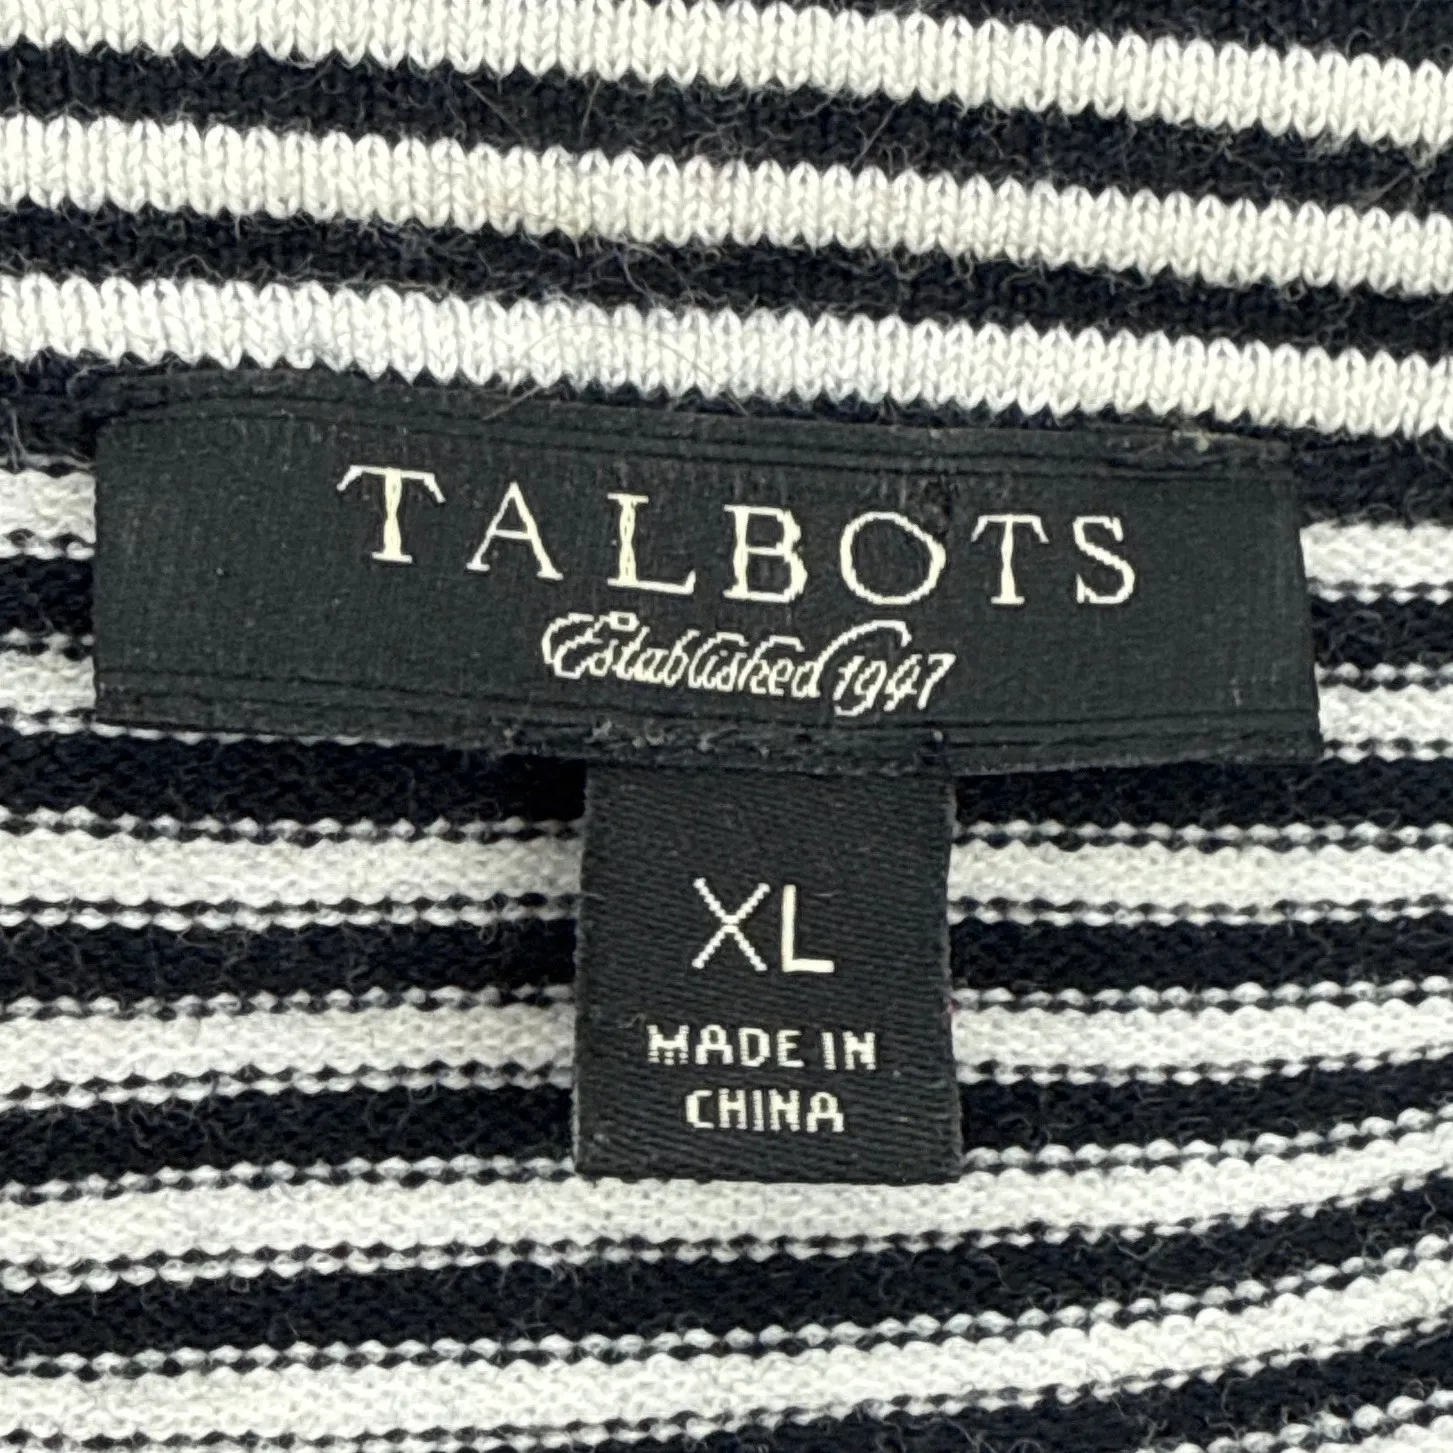 TALBOTS
Established 1947
XL
MADE IN
CHINA